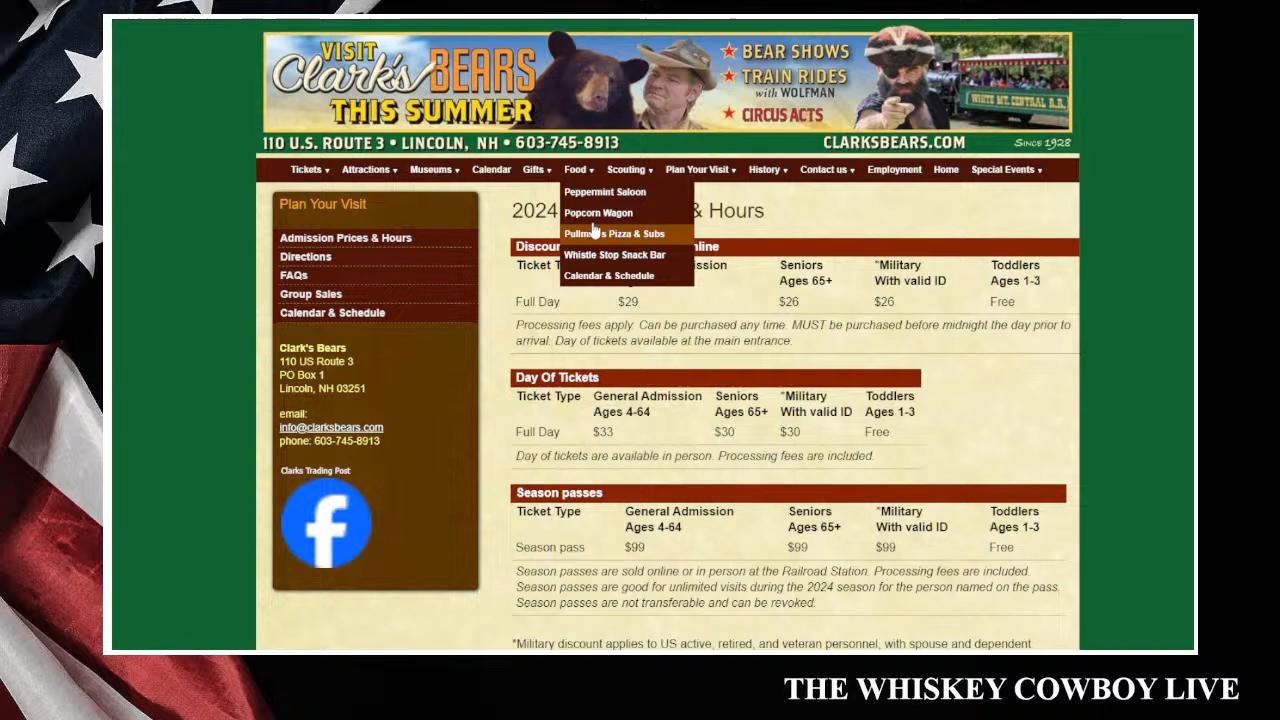 VISIT
Clark's BEARS
THIS SUMMER
BEAR SHOWS
TRAIN RIDES
with WOLFMAN
CIRCUS ACTS
WHITE MT. CENTRAL R.R.
110 U.S. ROUTE 3 • LINCOLN, NH • 603-745-8913
CLARKSBEARS.COM
SINCE 1928
Tickets Attractions Museums Calendar Gifts Food Scouting Plan Your Visit History Contact us Employment Home Special Events
Peppermint Saloon
Popcorn Wagon
Pizza & Subs
Whistle Stop Snack Bar
Calendar & Schedule
Plan Your Visit
Admission Prices & Hours
Directions
FAQs
Group Sales
Calendar & Schedule
Clark's Bears
110 US Route 3
PO Box 1
Lincoln, NH 03251
email:
info@clarksbears.com
phone: 603-745-8913
Clarks Trading Post
2024 & Hours
Seniors *Military Toddlers
Ages 65+ With valid ID Ages 1-3
Full Day $29 $26 $26 Free
Processing fees apply. Can be purchased any time. MUST be purchased before midnight the day prior to
arrival. Day of tickets available at the main entrance.
Day Of Tickets
Ticket Type General Admission Seniors *Military Toddlers
Ages 4-64 Ages 65+ With valid ID Ages 1-3
Full Day $33 $30 $30 Free
Day of tickets are available in person. Processing fees are included.
Season passes
Ticket Type General Admission Seniors *Military Toddlers
Ages 4-64 Ages 65+ With valid ID Ages 1-3
Season pass $99 $99 $99 Free
Season passes are sold online or in person at the Railroad Station. Processing fees are included.
Season passes are good for unlimited visits during the 2024 season for the person named on the pass.
Season passes are not transferable and can be revoked.
*Military discount applies to US active, retired, and veteran personnel, with spouse and dependent
THE WHISKEY COWBOY LIVE